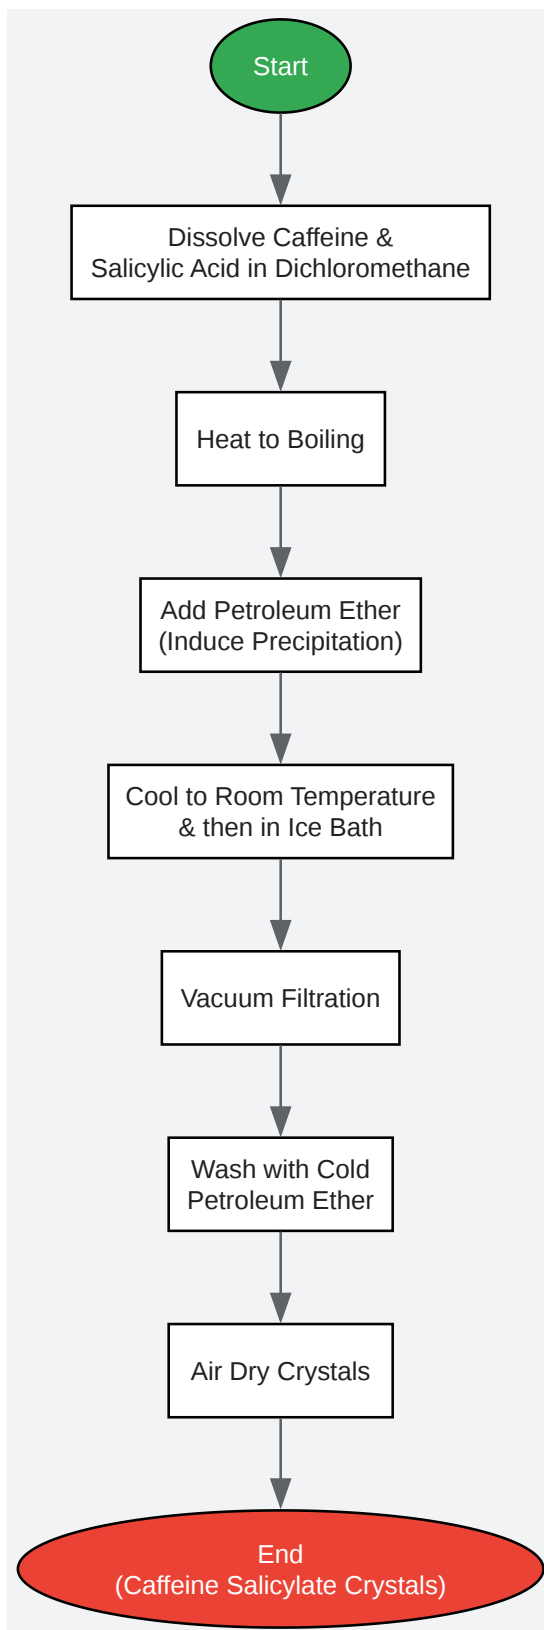 Start
Dissolve Caffeine &
Salicylic Acid in Dichloromethane
Heat to Boiling
Add Petroleum Ether
(Induce Precipitation)
Cool to Room Temperature
& then in Ice Bath
Vacuum Filtration
Wash with Cold
Petroleum Ether
Air Dry Crystals
End
(Caffeine Salicylate Crystals)